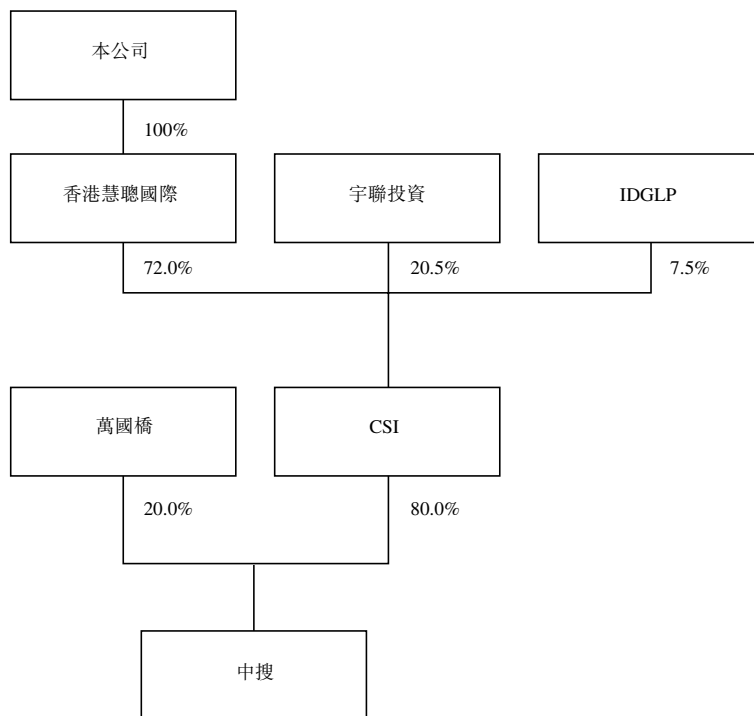 本公司
100%
香港慧聰國際
宇聯投資
IDGLP
72.0%
20.5%
7.5%
萬國橋
CSI
20.0%
80.0%
中搜